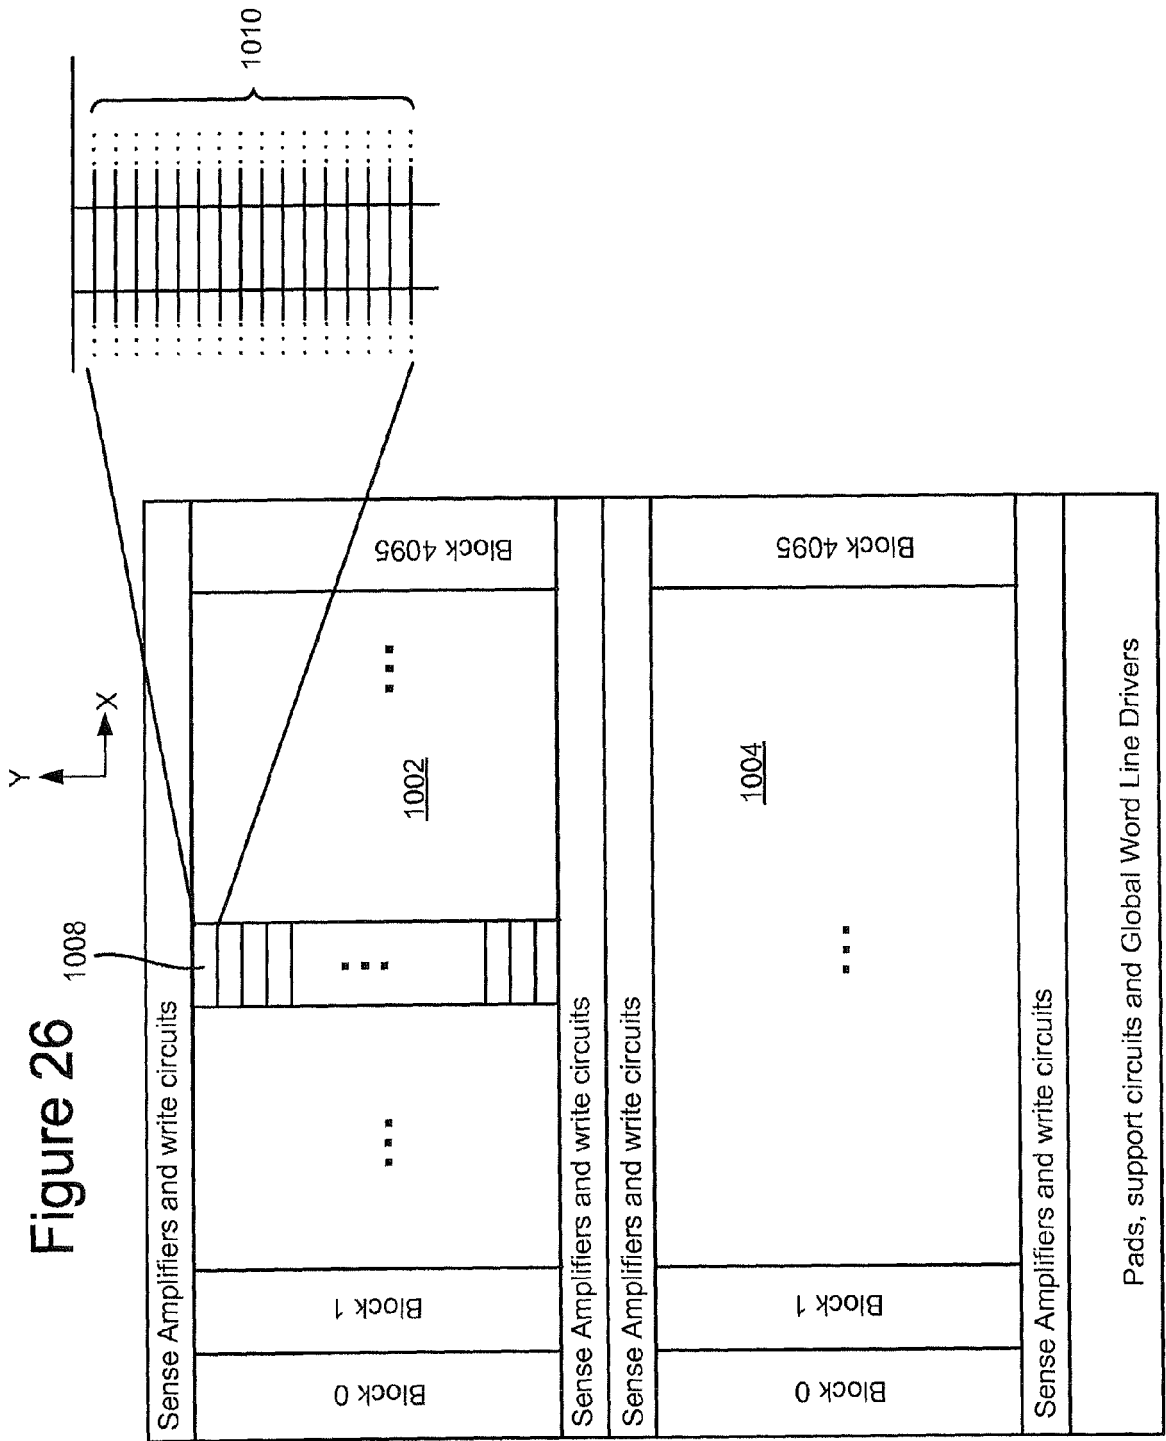 Figure 26
Y
X
1008
1010
Sense Amplifiers and write circuits
Block 0
Block 1
1002
Block 4095
Sense Amplifiers and write circuits
Sense Amplifiers and write circuits
Block 0
Block 1
1004
Block 4095
Sense Amplifiers and write circuits
Pads, support circuits and Global Word Line Drivers